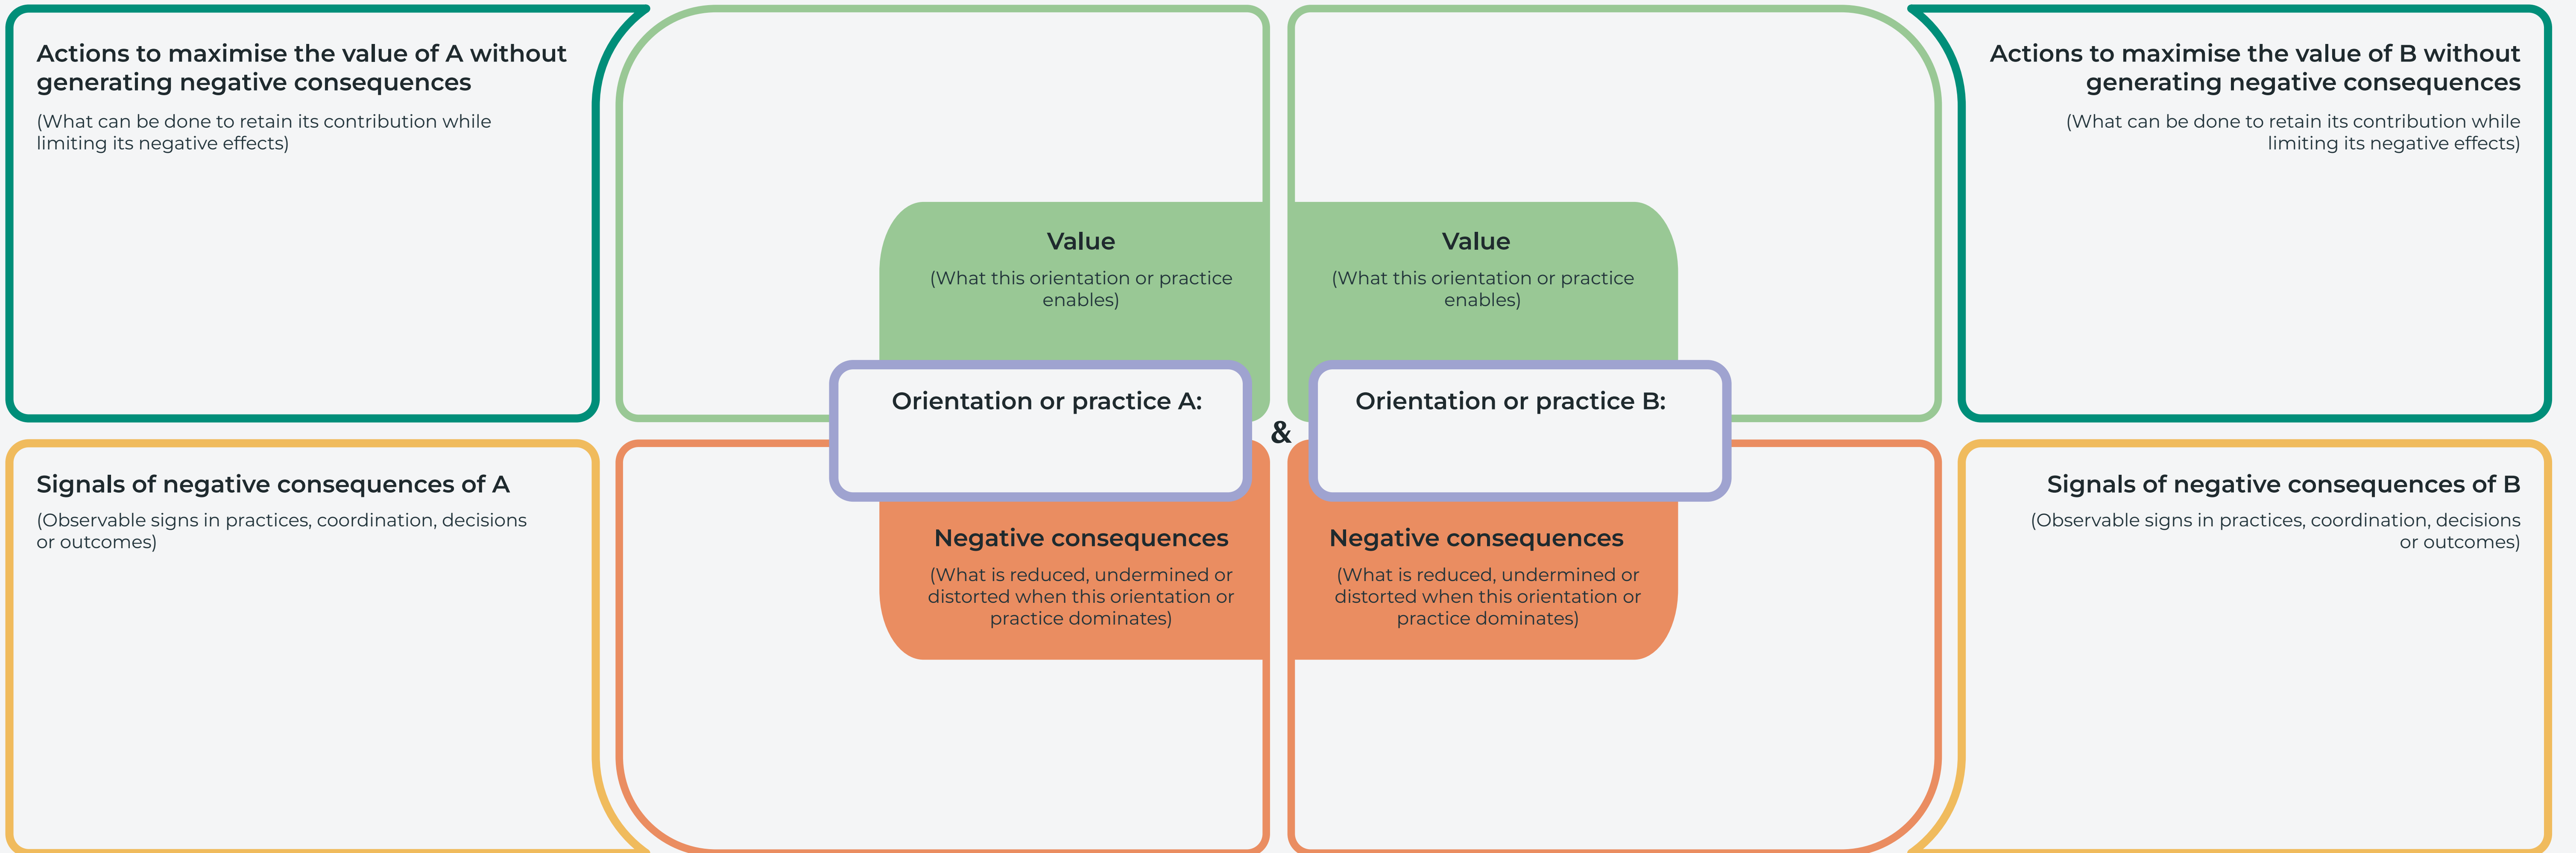 Actions to maximise the value of A without
generating negative consequences
(What can be done to retain its contribution while
limiting its negative effects)
Value
(What this orientation or practice
enables)
Value
(What this orientation or practice
enables)
Actions to maximise the value of B without
generating negative consequences
(What can be done to retain its contribution while
limiting its negative effects)
Orientation or practice A:
&
Orientation or practice B:
Signals of negative consequences of A
(Observable signs in practices, coordination, decisions
or outcomes)
Negative consequences
(What is reduced, undermined or
distorted when this orientation or
practice dominates)
Negative consequences
(What is reduced, undermined or
distorted when this orientation or
practice dominates)
Signals of negative consequences of B
(Observable signs in practices, coordination, decisions
or outcomes)